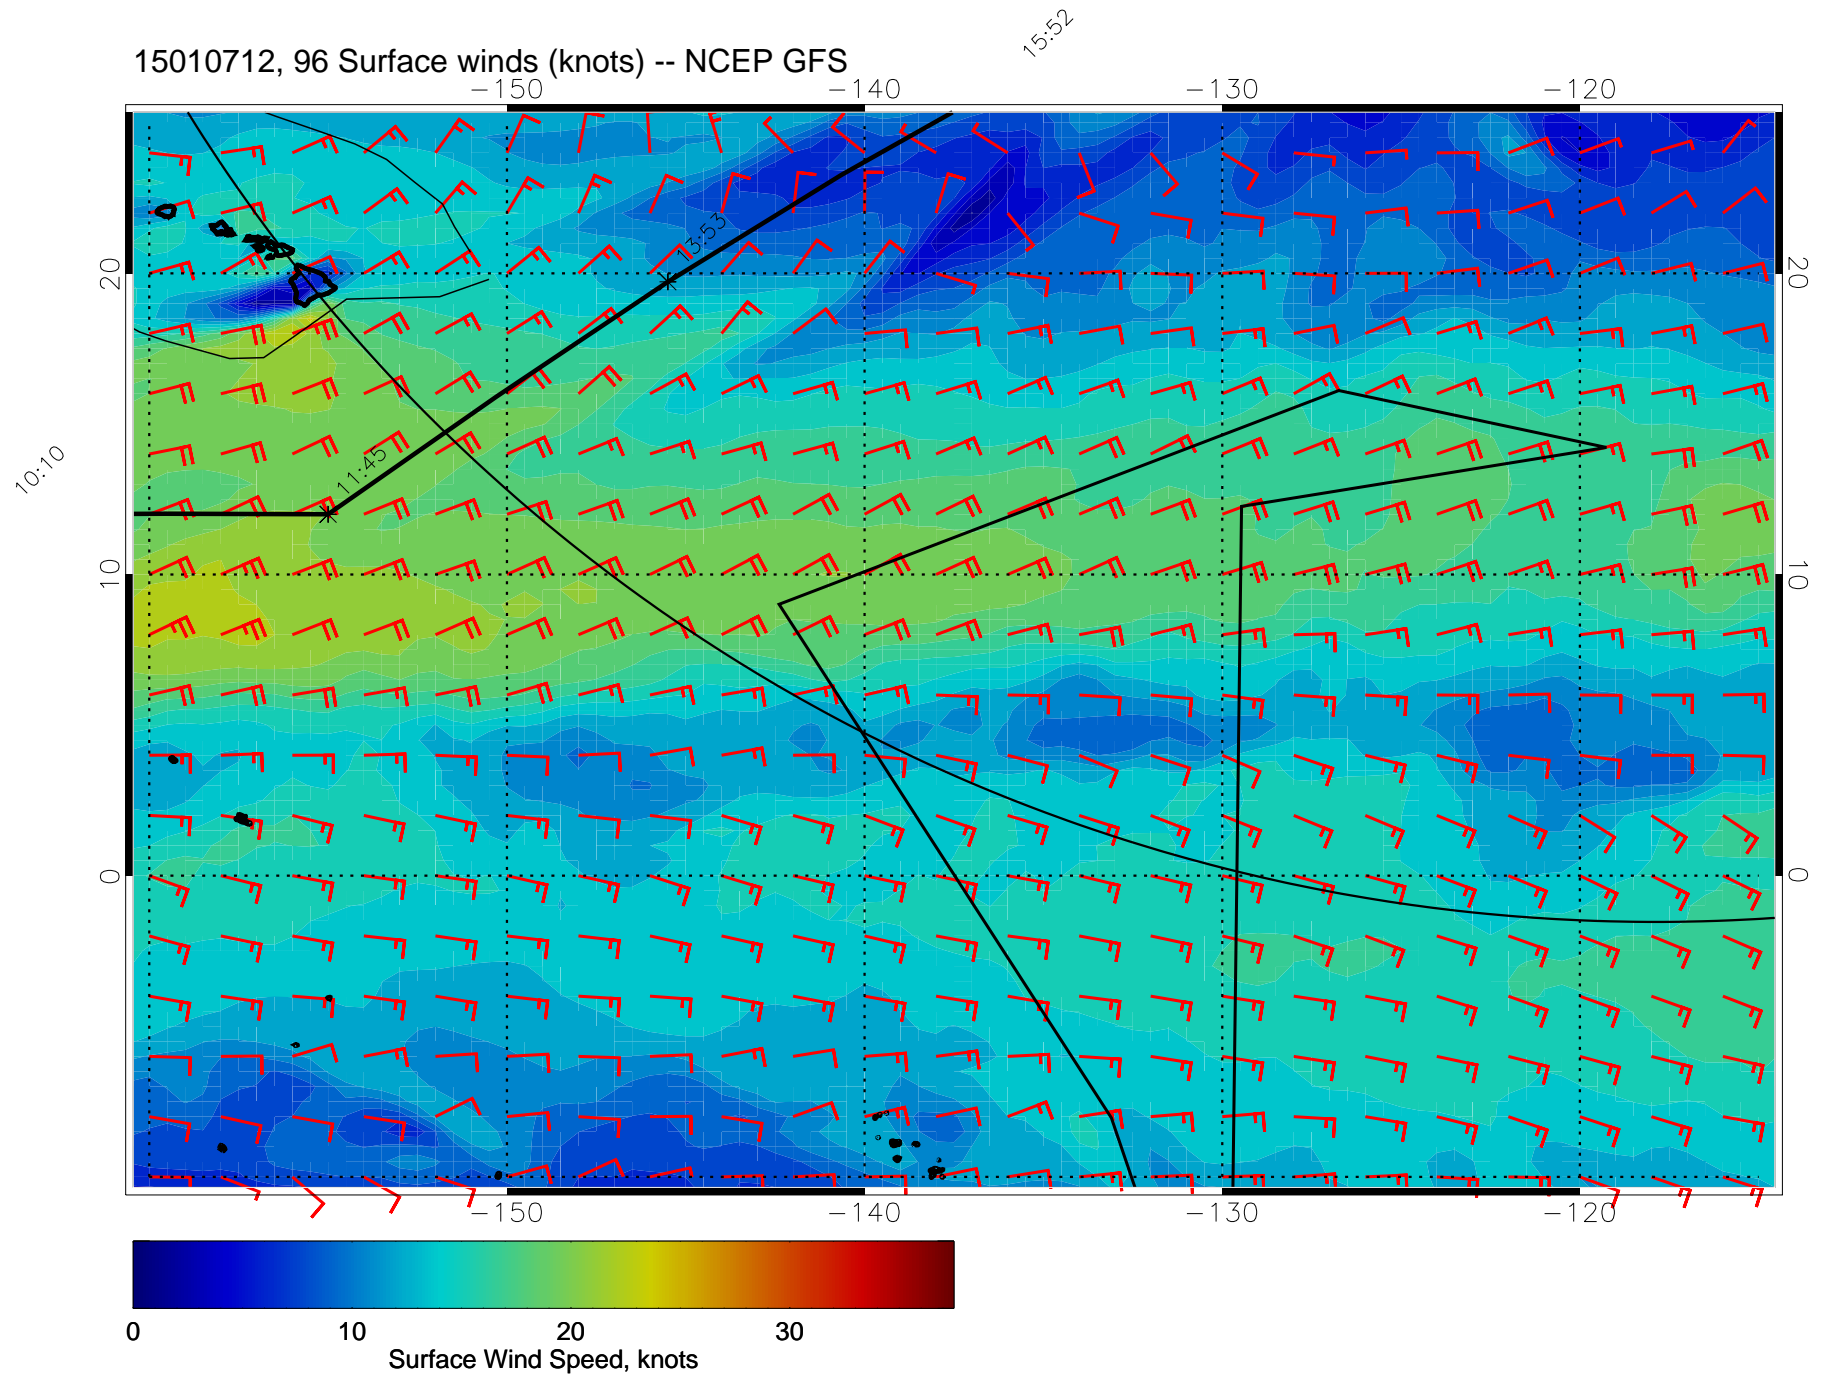 15:52
15010712, 96 Surface winds (knots) -- NCEP GFS
-150 -140 -130 -120
13:53
20 20
10:10
11:45
10 10
0 0
-150 -140 -130 -120
0 10 20 30
Surface Wind Speed, knots